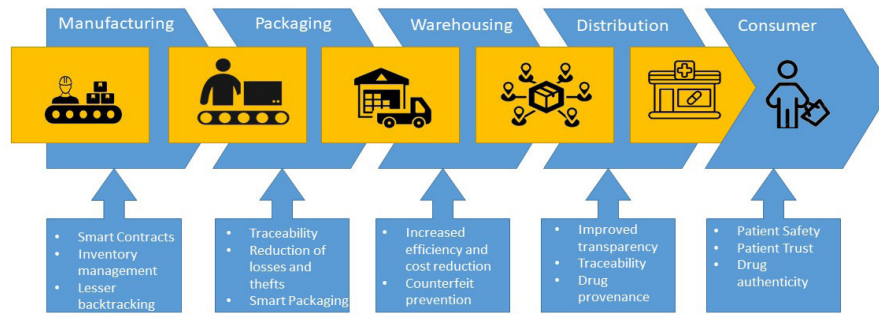 Manufacturing
Packaging
Warehousing
Distribution
Consumer
• Smart Contracts
• Inventory
management
• Lesser
backtracking
• Traceability
• Reduction of
losses and
thefts
• Smart Packaging
• Increased
efficiency and
cost reduction
• Counterfeit
prevention
• Improved
transparency
• Traceability
• Drug
provenance
• Patient Safety
• Patient Trust
• Drug
authenticity